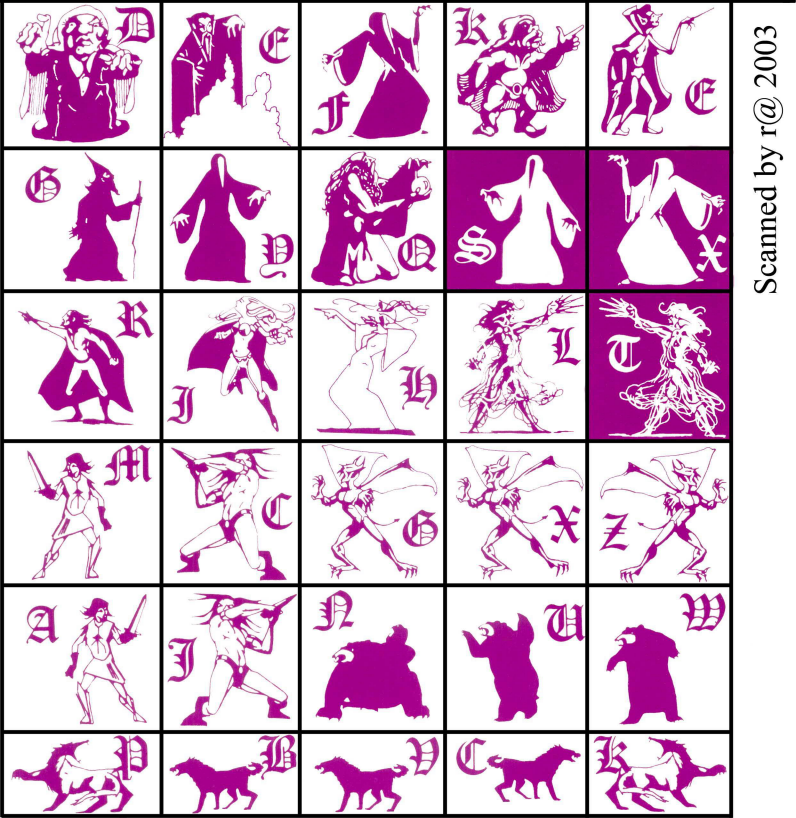 D E F K E
G Y Q S X
R J H L T
M C G X Z
A J N U W
P B V C K
Scanned by r@ 2003